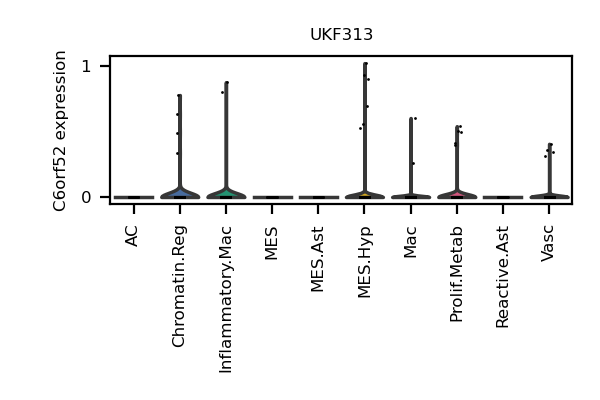 UKF313
C6orf52 expression
1
0
AC
Chromatin.Reg
Inflammatory.Mac
MES
MES.Ast
MES.Hyp
Mac
Prolif.Metab
Reactive.Ast
Vasc